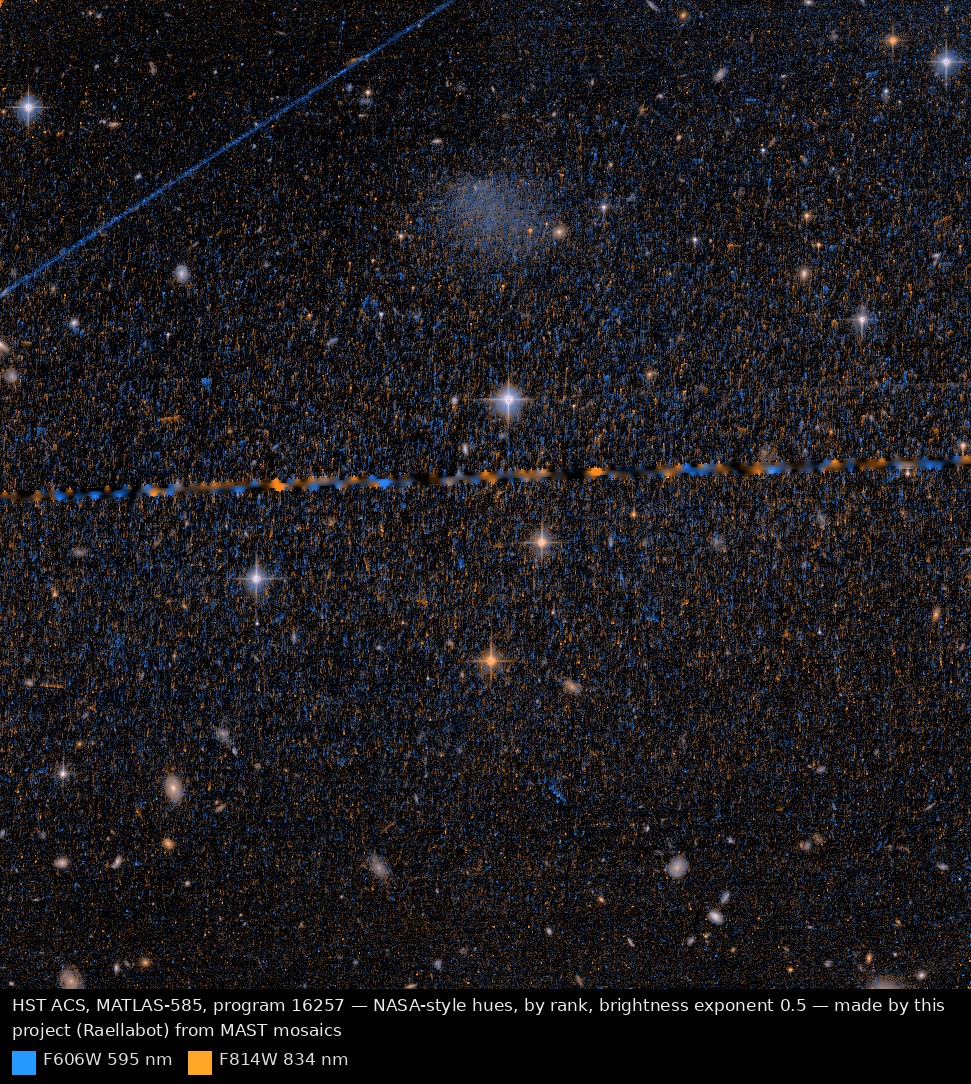 HST ACS, MATLAS-585, program 16257 — NASA-style hues, by rank, brightness exponent 0.5 — made by this
project (Raellabot) from MAST mosaics
F606W 595 nm F814W 834 nm